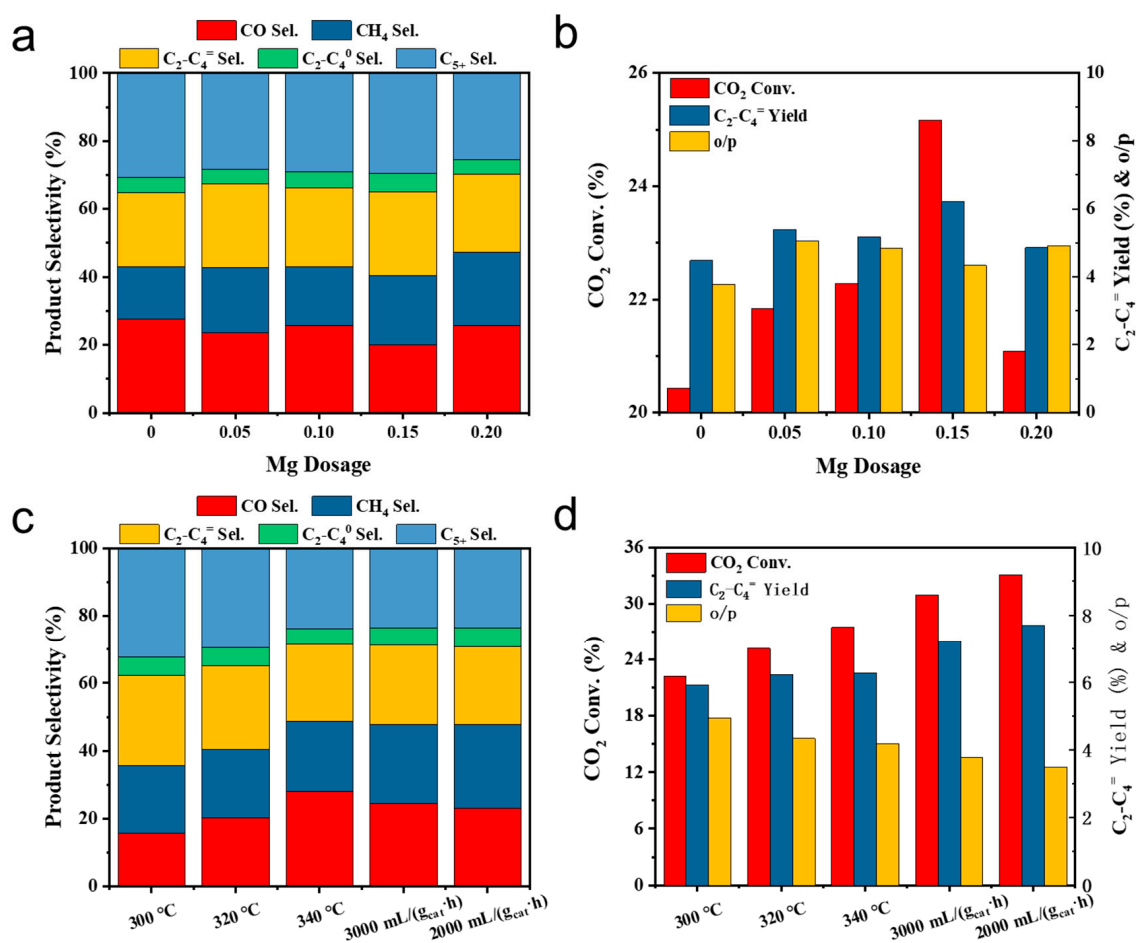 a
CO Sel. CH₄ Sel.
C₂-C₄⁼ Sel. C₂-C₄⁰ Sel. C₅₊ Sel.
Product Selectivity (%)
100
80
60
40
20
0
0 0.05 0.10 0.15 0.20
Mg Dosage
b
CO₂ Conv.
C₂-C₄⁼ Yield
o/p
CO₂ Conv. (%)
26
24
22
20
C₂-C₄⁼ Yield (%) & o/p
10
8
6
4
2
0
0 0.05 0.10 0.15 0.20
Mg Dosage
c
CO Sel. CH₄ Sel.
C₂-C₄⁼ Sel. C₂-C₄⁰ Sel. C₅₊ Sel.
Product Selectivity (%)
100
80
60
40
20
0
300 °C 320 °C 340 °C 3000 mL/(g_cat·h) 2000 mL/(g_cat·h)
d
CO₂ Conv.
C₂-C₄⁼ Yield
o/p
CO₂ Conv. (%)
36
30
24
18
12
6
0
C₂-C₄⁼ Yield (%) & o/p
10
8
6
4
2
0
300 °C 320 °C 340 °C 3000 mL/(g_cat·h) 2000 mL/(g_cat·h)